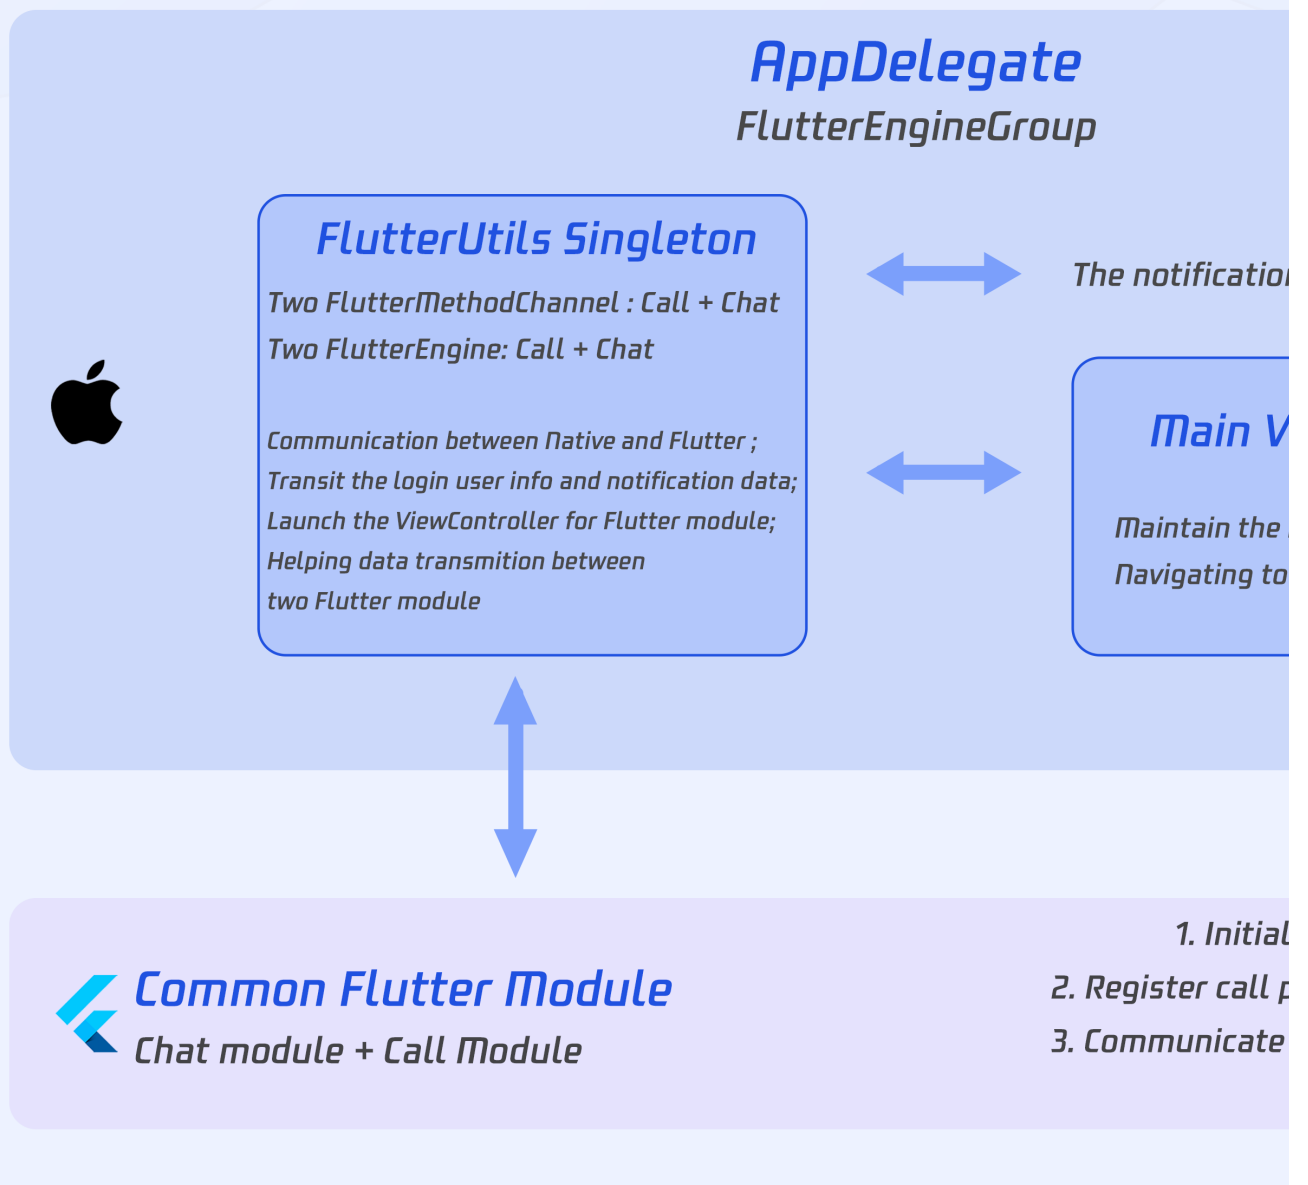 AppDelegate
FlutterEngineGroup
FlutterUtils Singleton
Two FlutterMethodChannel : Call + Chat
Two FlutterEngine: Call + Chat
Communication between Native and Flutter ;
Transit the login user info and notification data;
Launch the ViewController for Flutter module;
Helping data transmition between
two Flutter module
The
Main
Maintain the
Navigating to
Common Flutter Module
Chat module + Call Module
1.
2. Register call
3. Communicate